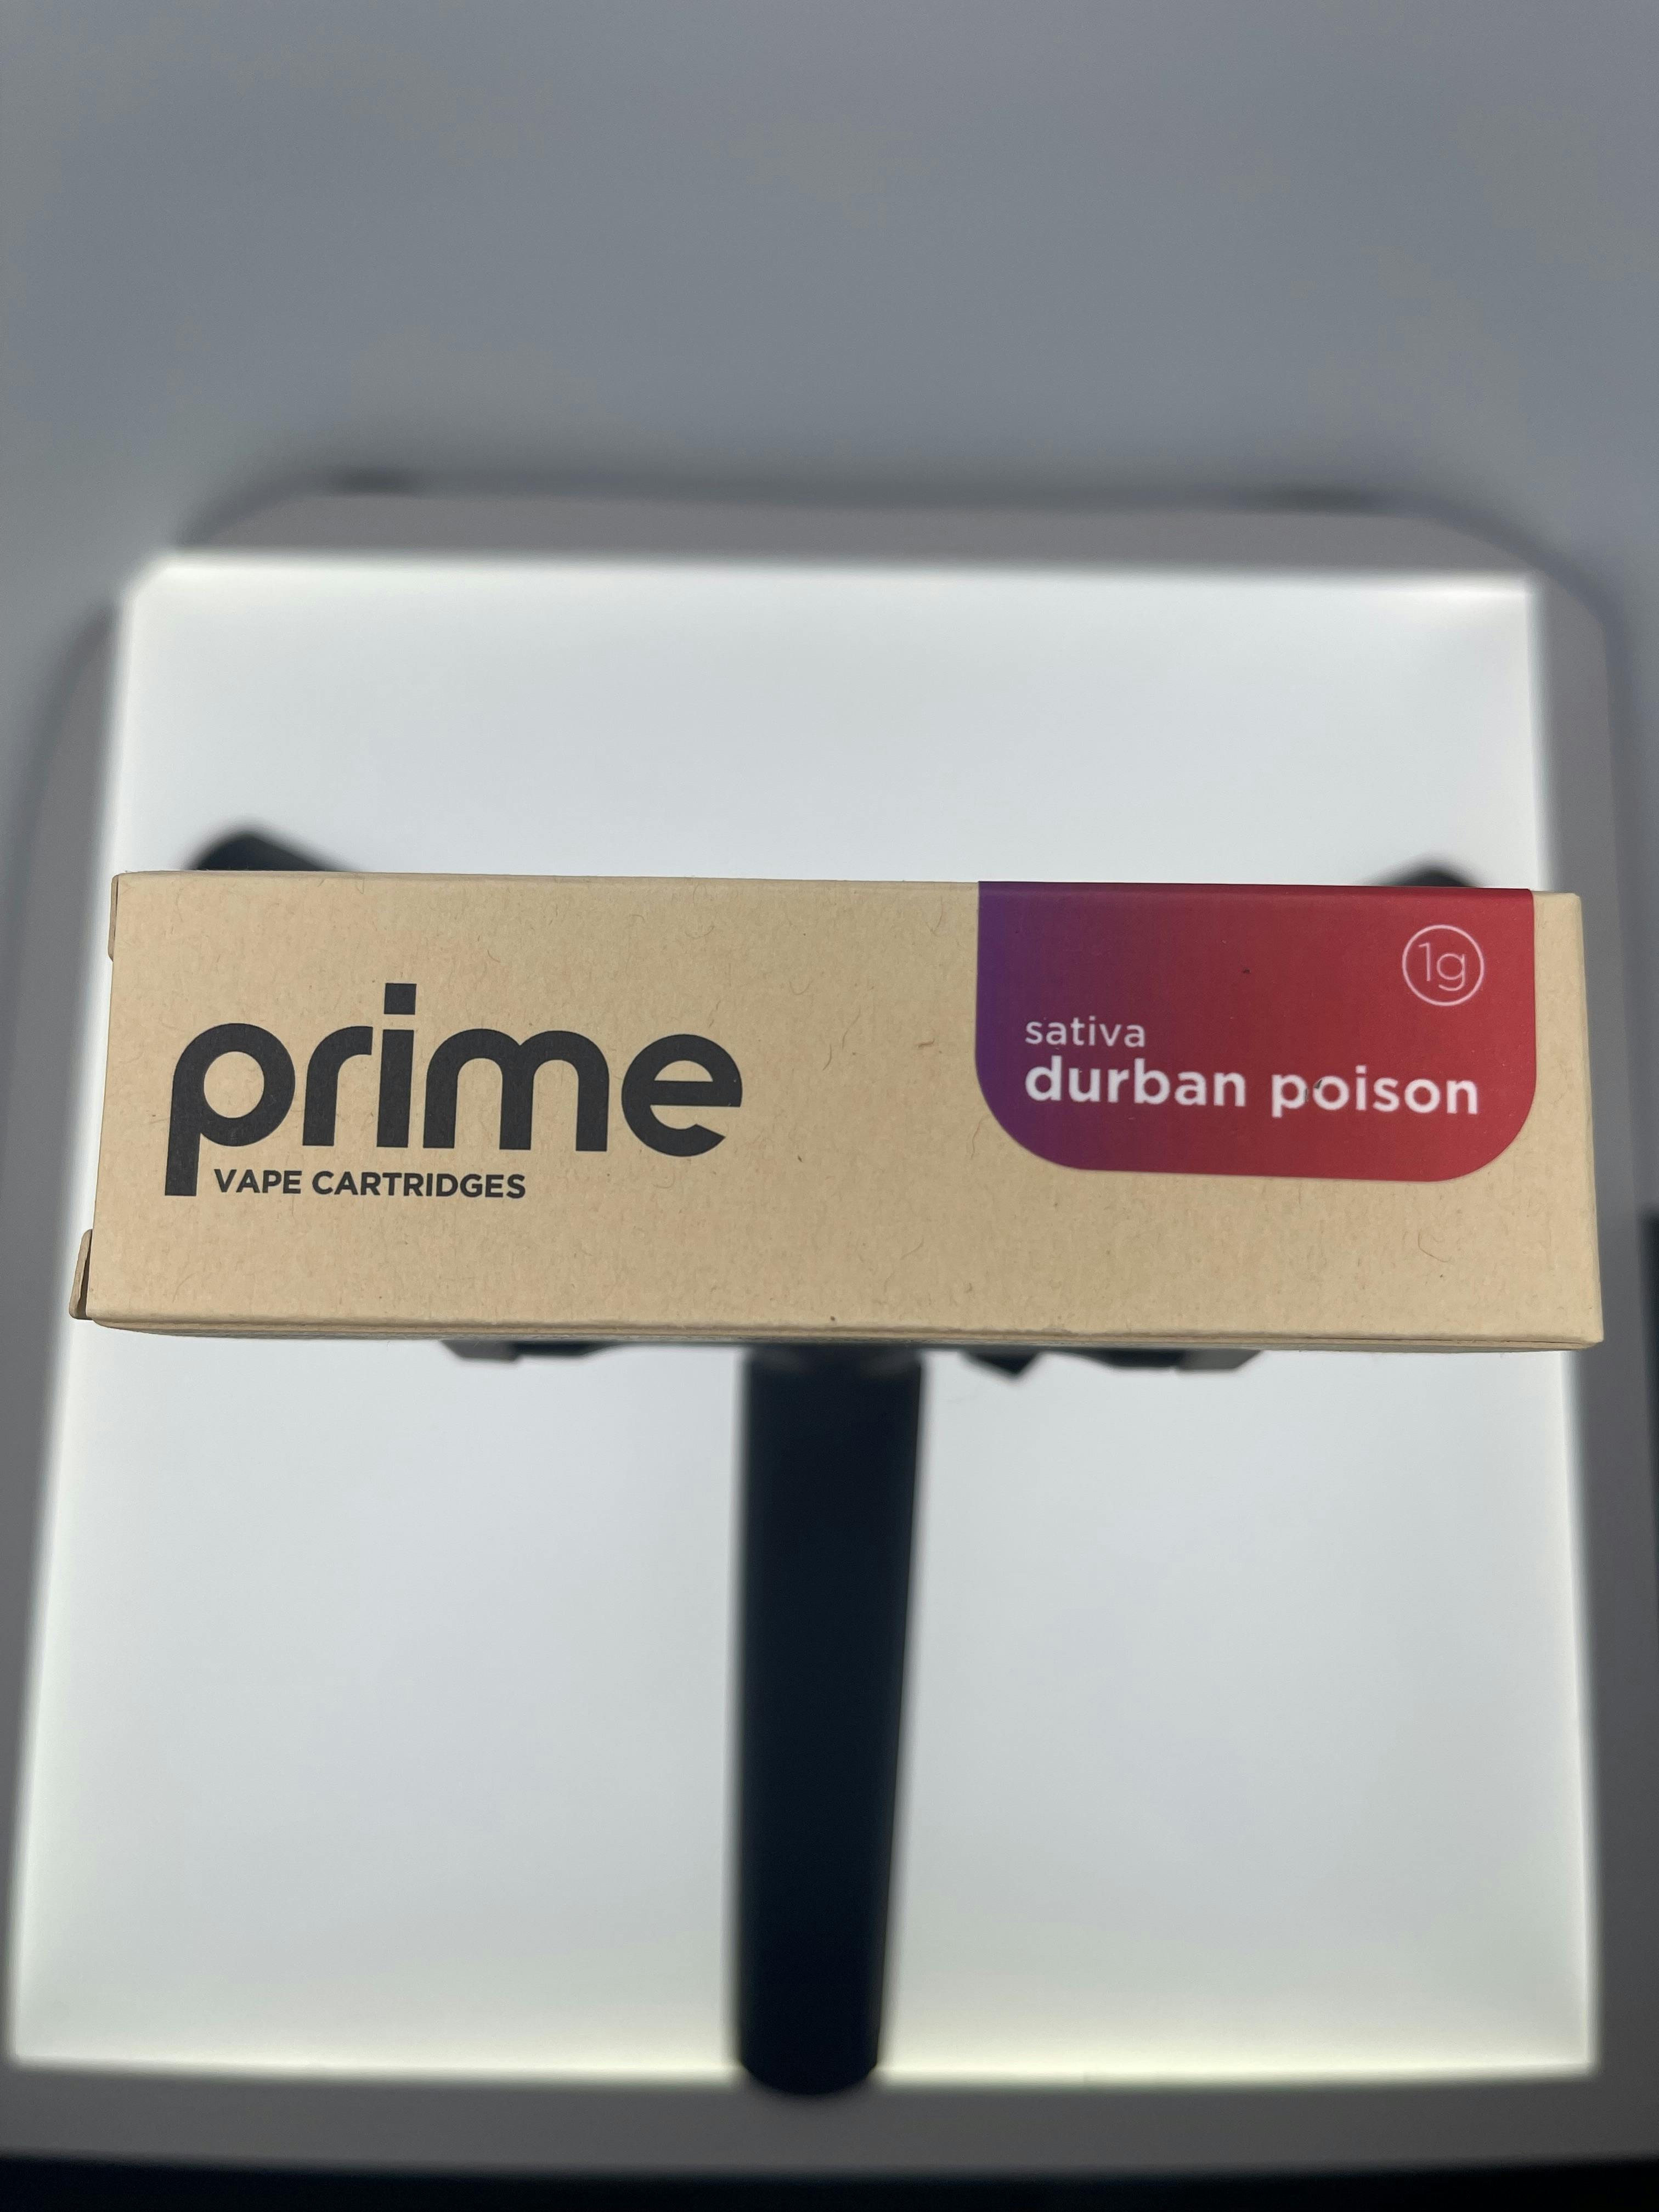 prime
VAPE CARTRIDGES
1g
sativa
durban poison